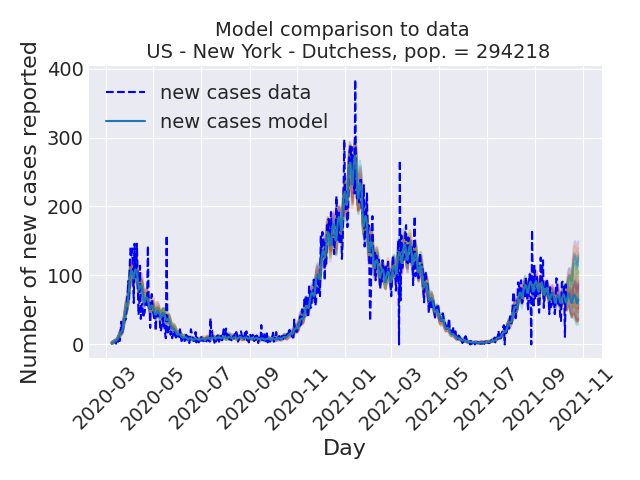 Model comparison to data
US - New York - Dutchess, pop. = 294218
Number of new cases reported
400
300
200
100
0
new cases data
new cases model
2020-03
2020-05
2020-07
2020-09
2020-11
2021-01
2021-03
2021-05
2021-07
2021-09
2021-11
Day